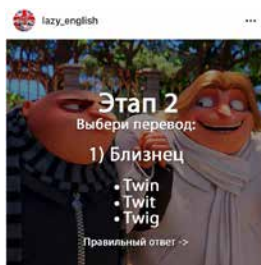 lazy_english
Этап 2
Выбери перевод:
1) Близнец
• Twin
• Twit
• Twig
Правильный ответ ->